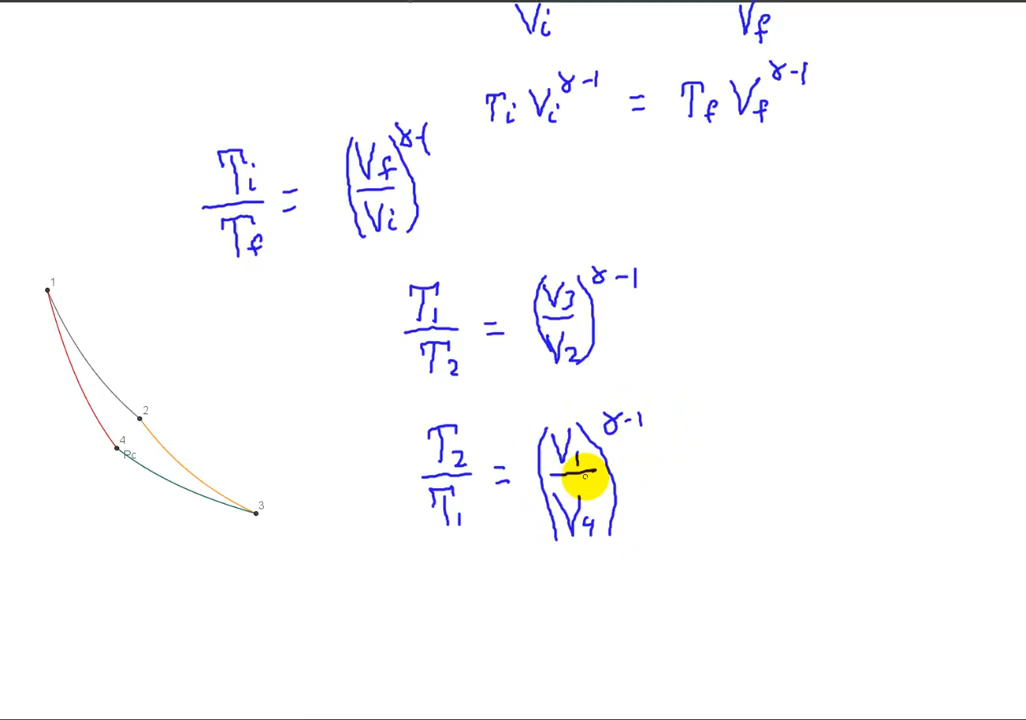 Vi Vf
Ti Vi^γ-1 = Tf Vf^γ-1
Ti/Tf = (Vf/Vi)^γ-1
T1/T2 = (V3/V2)^γ-1
T2/T1 = (V1/V4)^γ-1
1
2
4
Pc
3